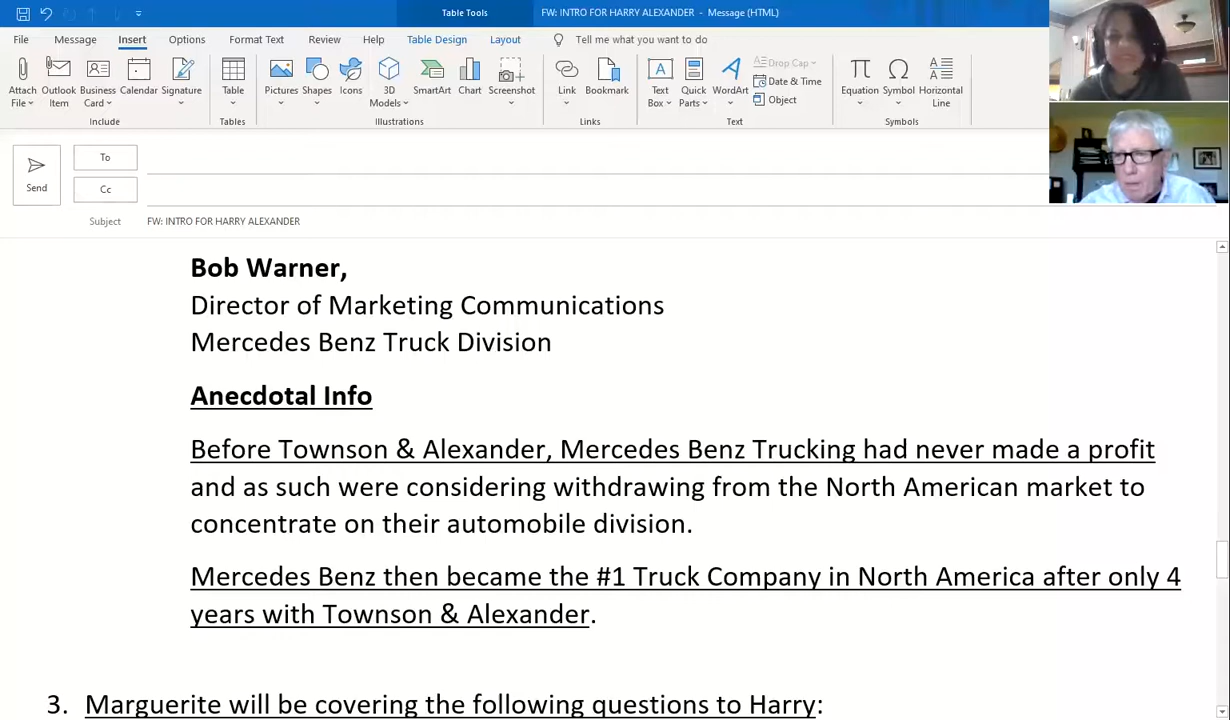 Table Tools
FW: INTRO FOR HARRY ALEXANDER - Message (HTML)
File Message Insert Options Format Text Review Help Table Design Layout Tell me what you want to do
Attach File
Outlook Item
Business Card
Calendar
Signature
Include
Table
Tables
Pictures
Shapes
Icons
3D Models
SmartArt
Chart
Screenshot
Illustrations
Link
Bookmark
Links
Text Box
Quick Parts
WordArt
Drop Cap
Date & Time
Object
Text
Equation
Symbol
Horizontal Line
Symbols
Send
To
Cc
Subject FW: INTRO FOR HARRY ALEXANDER
Bob Warner,
Director of Marketing Communications
Mercedes Benz Truck Division
Anecdotal Info
Before Townson & Alexander, Mercedes Benz Trucking had never made a profit
and as such were considering withdrawing from the North American market to
concentrate on their automobile division.
Mercedes Benz then became the #1 Truck Company in North America after only 4
years with Townson & Alexander.
3. Marguerite will be covering the following questions to Harry: